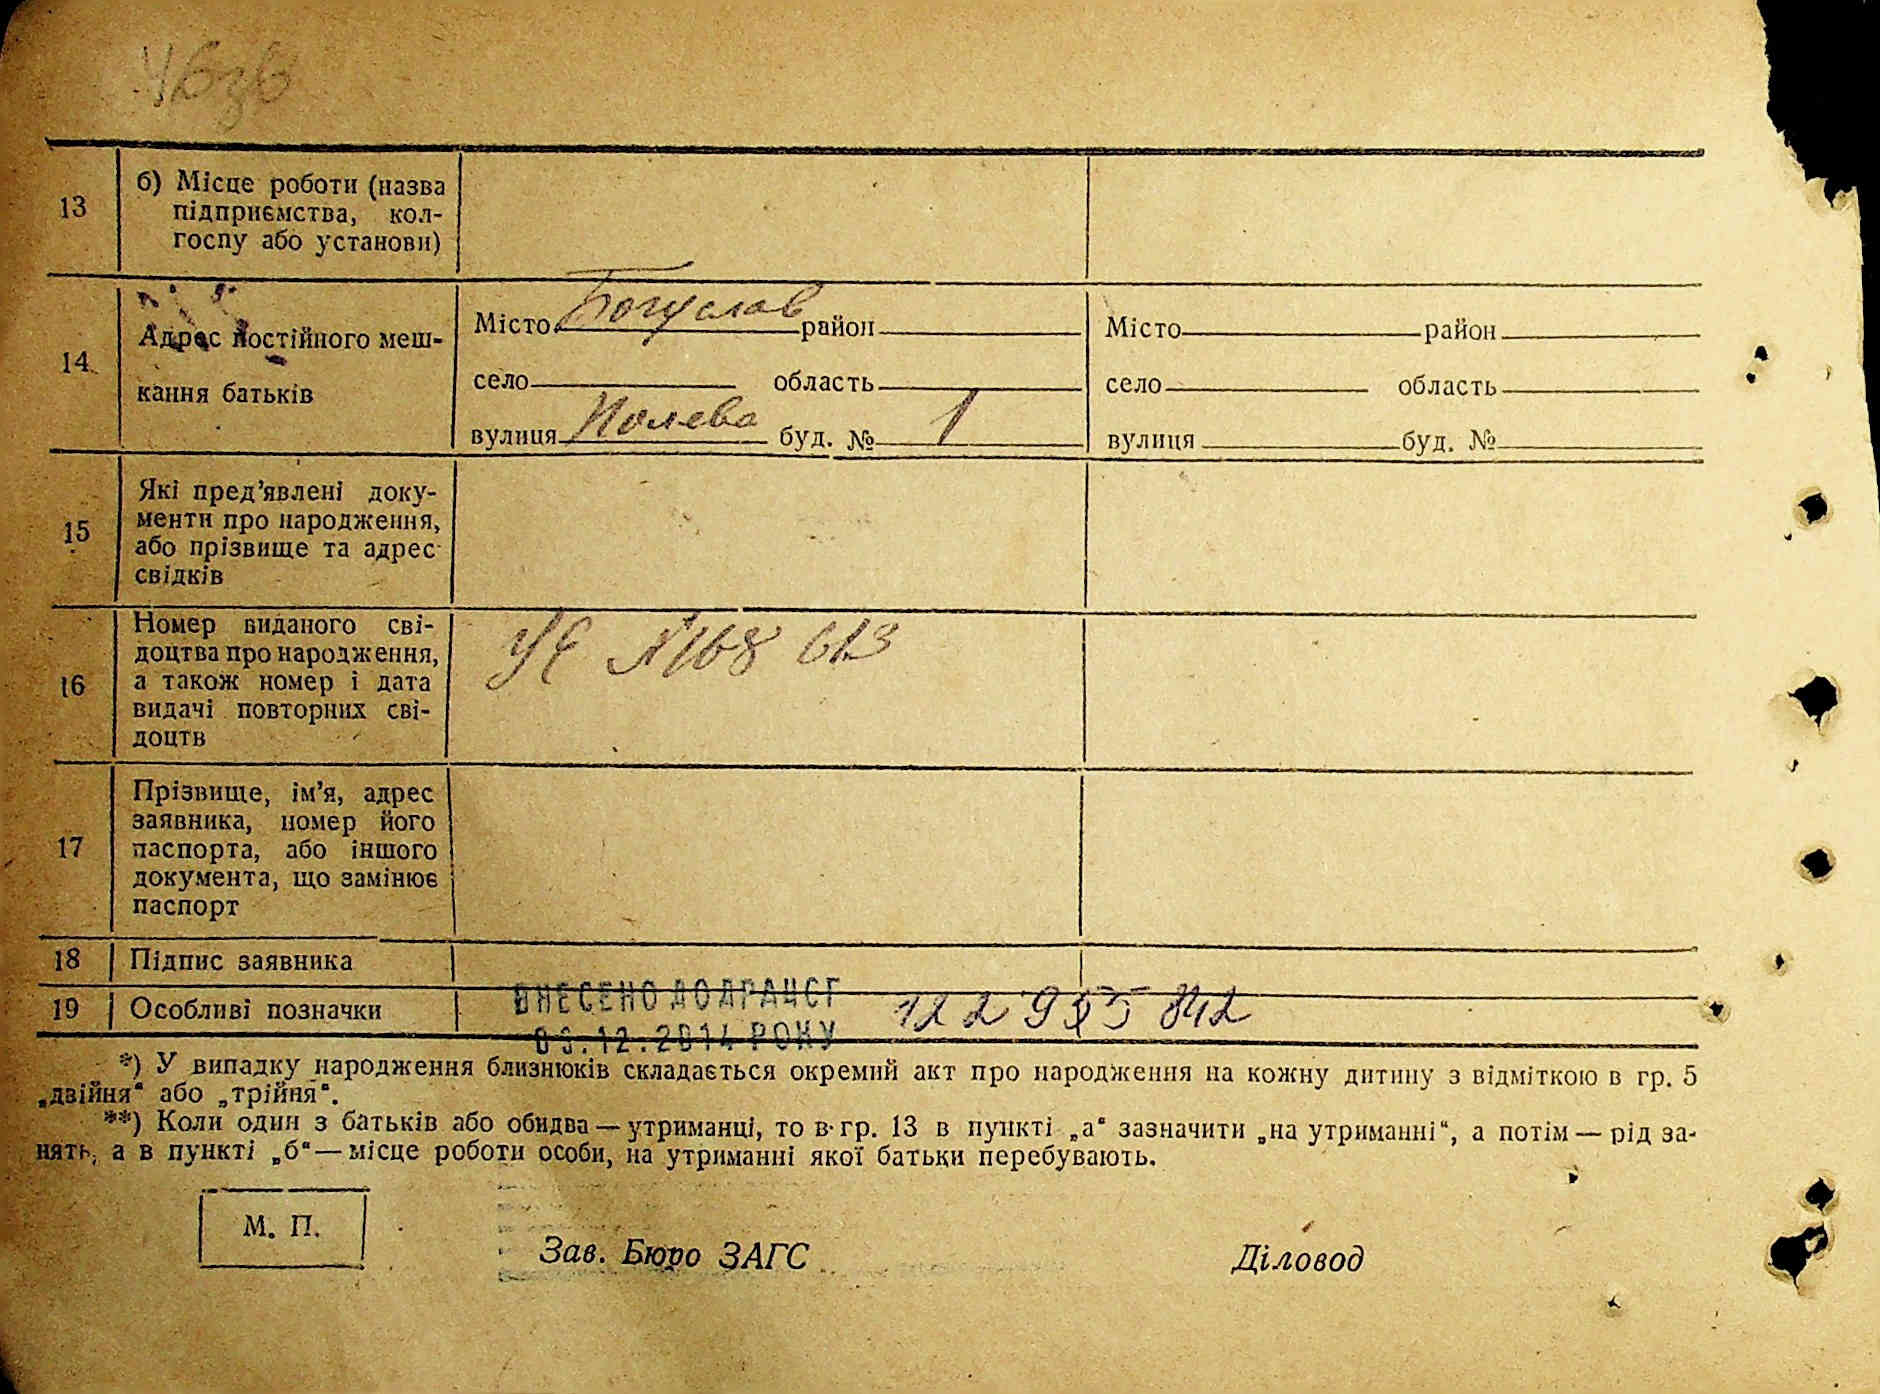 13
б) Місце роботи (назва
підприємства, кол-
госпу або установи)
14
Адрес постійного меш-
кання батьків
Місто Богуслав район
село область
вулиця Полева буд. № 1
Місто район
село область
вулиця буд. №
15
Які пред’явлені доку-
менти про народження,
або прізвище та адрес
свідків
16
Номер виданого сві-
доцтва про народження,
а також номер і дата
видачі повторних сві-
доцтв
№ 168 613
17
Прізвище, ім’я, адрес
заявника, номер його
паспорта, або іншого
документа, що замінює
паспорт
18 Підпис заявника
19 Особливі позначки
ВНЕСЕНО ДО ДРАЦСГ
12.2014 РОКУ
*) У випадку народження близнюків складається окремий акт про народження на кожну дитину з відміткою в гр. 5
„двійня“ або „трійня“.
**) Коли один з батьків або обидва — утриманці, то в гр. 13 в пункті „а“ зазначити „на утриманні“, а потім — рід за-
нять, а в пункті „б“ — місце роботи особи, на утриманні якої батьки перебувають.
М. П.
Зав. Бюро ЗАГС
Діловод